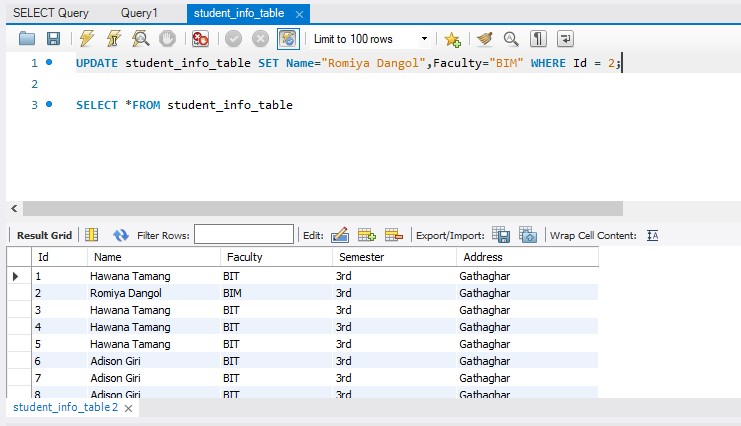 SELECT Query Query1 student_info_table
Limit to 100 rows
1 UPDATE student_info_table SET Name="Romiya Dangol",Faculty="BIM" WHERE Id = 2;
2
3 SELECT *FROM student_info_table
Result Grid Filter Rows: Edit: Export/Import: Wrap Cell Content:
Id Name Faculty Semester Address
1 Hawana Tamang BIT 3rd Gathaghar
2 Romiya Dangol BIM 3rd Gathaghar
3 Hawana Tamang BIT 3rd Gathaghar
4 Hawana Tamang BIT 3rd Gathaghar
5 Hawana Tamang BIT 3rd Gathaghar
6 Adison Giri BIT 3rd Gathaghar
7 Adison Giri BIT 3rd Gathaghar
8 Adison Giri BIT 3rd Gathaghar
student_info_table 2